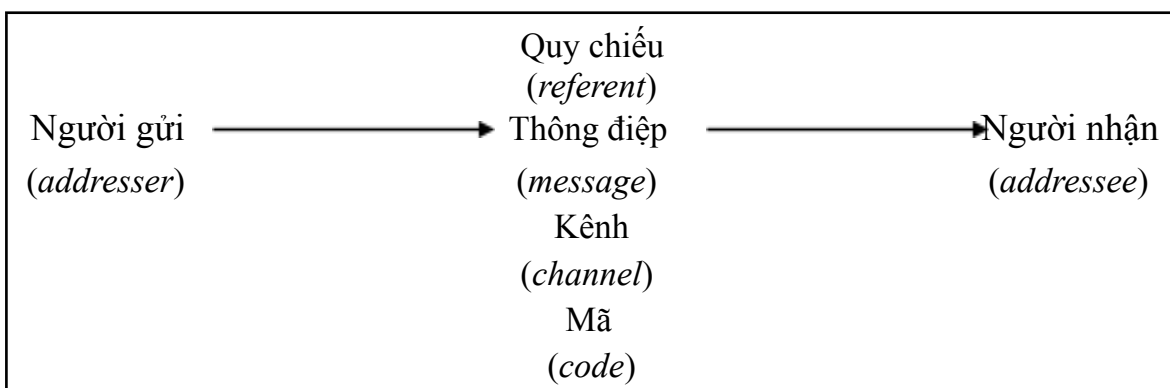 Quy chiếu
(referent)
Người gửi Thông điệp Người nhận
(addresser) (message) (addressee)
Kênh
(channel)
Mã
(code)